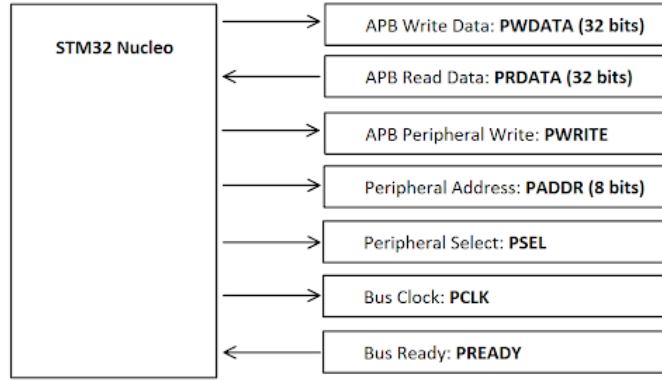 STM32 Nucleo
APB Write Data: PWDATA (32 bits)
APB Read Data: PRDATA (32 bits)
APB Peripheral Write: PWRITE
Peripheral Address: PADDR (8 bits)
Peripheral Select: PSEL
Bus Clock: PCLK
Bus Ready: PREADY